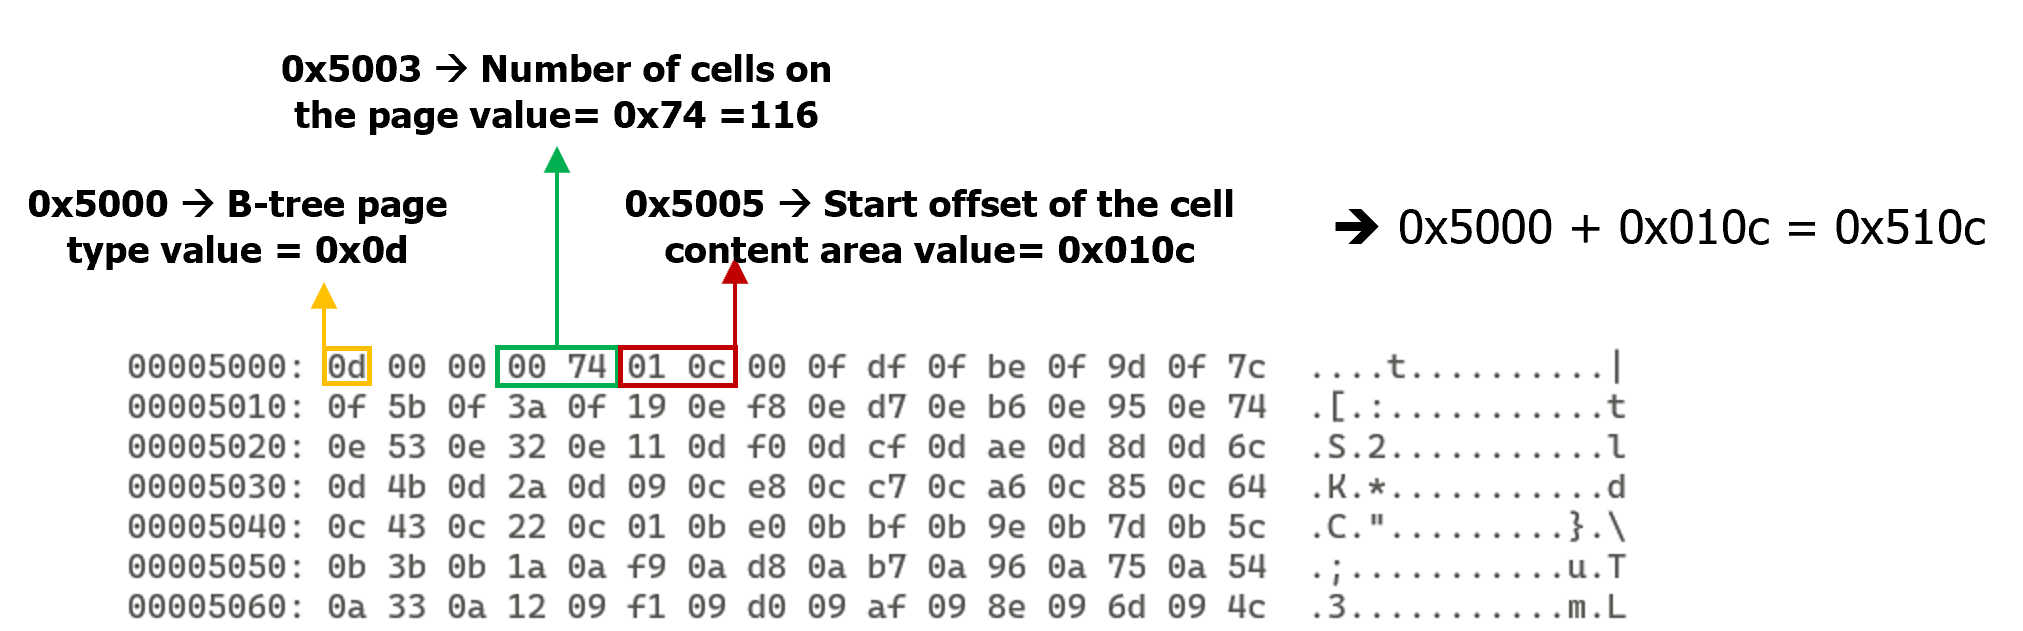 0x5003 → Number of cells on
the page value= 0x74 =116
0x5000 → B-tree page
type value = 0x0d
0x5005 → Start offset of the cell
content area value= 0x010c
➔ 0x5000 + 0x010c = 0x510c
00005000: 0d 00 00 00 74 01 0c 00 0f df 0f be 0f 9d 0f 7c  ....t..........|
00005010: 0f 5b 0f 3a 0f 19 0e f8 0e d7 0e b6 0e 95 0e 74  .[.:...........t
00005020: 0e 53 0e 32 0e 11 0d f0 0d cf 0d ae 0d 8d 0d 6c  .S.2...........l
00005030: 0d 4b 0d 2a 0d 09 0c e8 0c c7 0c a6 0c 85 0c 64  .K.*...........d
00005040: 0c 43 0c 22 0c 01 0b e0 0b bf 0b 9e 0b 7d 0b 5c  .C.".........}.\
00005050: 0b 3b 0b 1a 0a f9 0a d8 0a b7 0a 96 0a 75 0a 54  .;...........u.T
00005060: 0a 33 0a 12 09 f1 09 d0 09 af 09 8e 09 6d 09 4c  .3...........m.L